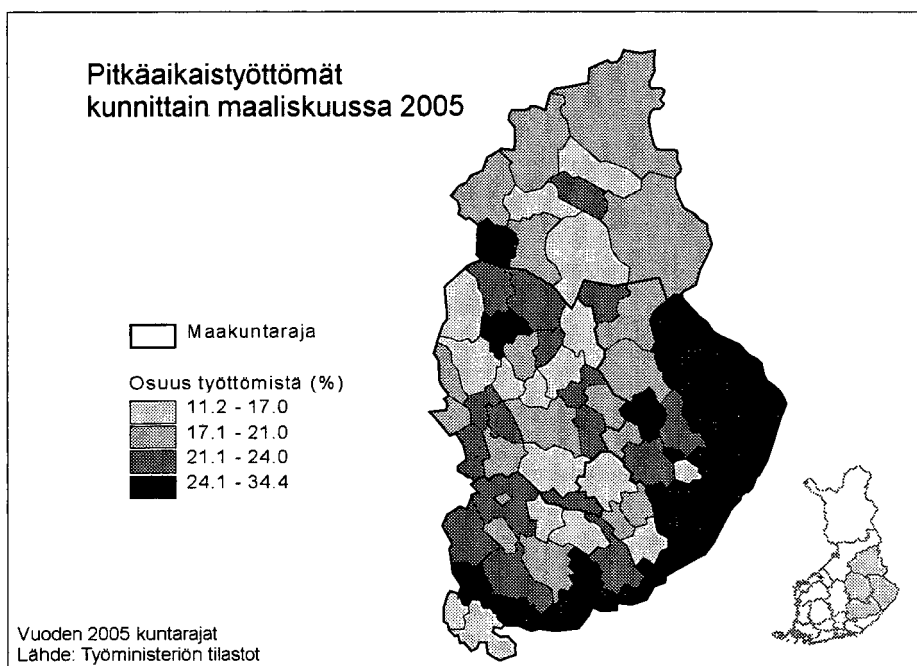 Pitkäaikaistyöttömät
kunnittain maaliskuussa 2005
Maakuntaraja
Osuus työttömistä (%)
11.2 - 17.0
17.1 - 21.0
21.1 - 24.0
24.1 - 34.4
Vuoden 2005 kuntarajat
Lähde: Työministeriön tilastot